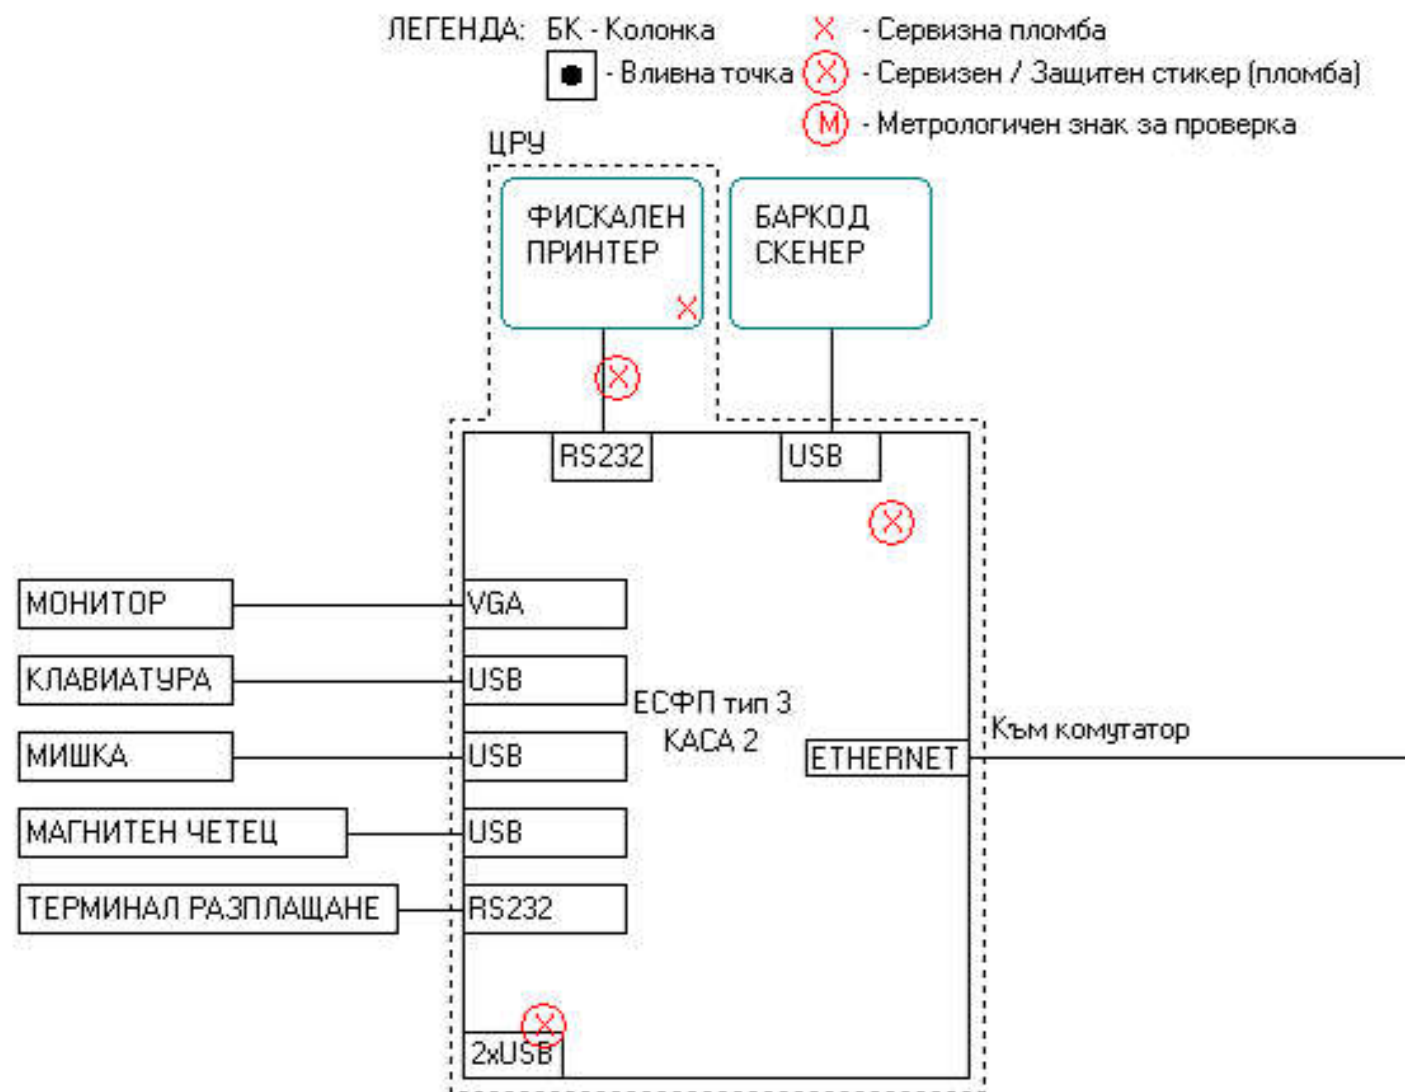 ЛЕГЕНДА: БК - Колонка X - Сервизна пломба
- Вливна точка X - Сервизен / Защитен стикер (пломба)
M - Метрологичен знак за проверка
ЦРУ
ФИСКАЛЕН
ПРИНТЕР
X
БАРКОД
СКЕНЕР
X
RS232
USB
X
МОНИТОР
VGA
КЛАВИАТУРА
USB
ЕСФП тип 3
КАСА 2
Към комутатор
МИШКА
USB
ETHERNET
МАГНИТЕН ЧЕТЕЦ
USB
ТЕРМИНАЛ РАЗПЛАЩАНЕ
RS232
X
2xUSB